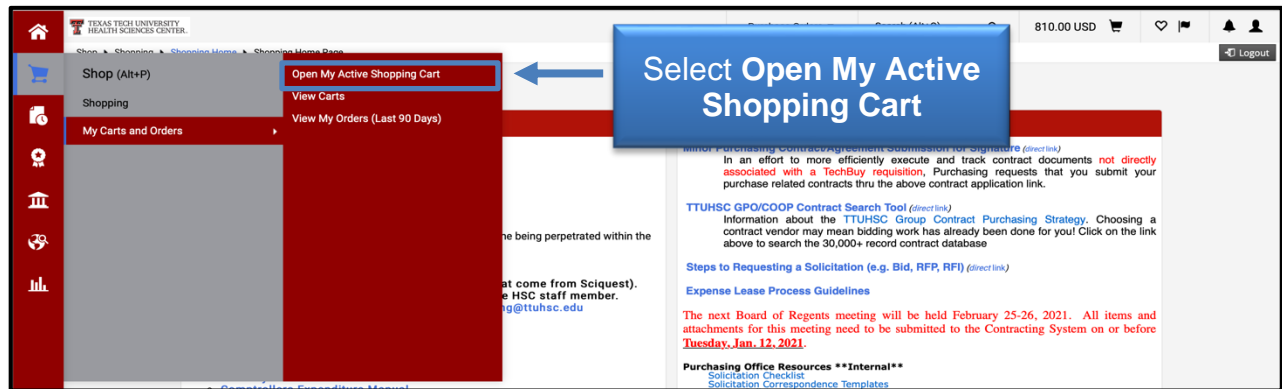 TEXAS TECH UNIVERSITY
HEALTH SCIENCES CENTER.
810.00 USD
Shop Shopping Shopping Home Shopping Home Page
Logout
Shop (Alt+P)
Shopping
My Carts and Orders
Open My Active Shopping Cart
View Carts
View My Orders (Last 90 Days)
Select Open My Active
Shopping Cart
ne being perpetrated within the
at come from Sciquest).
e HSC staff member.
ng@ttuhsc.edu
Minor Purchasing Contract/Agreement Submission for Signature (direct link)
In an effort to more efficiently execute and track contract documents not directly
associated with a TechBuy requisition, Purchasing requests that you submit your
purchase related contracts thru the above contract application link.
TTUHSC GPO/COOP Contract Search Tool (direct link)
Information about the TTUHSC Group Contract Purchasing Strategy. Choosing a
contract vendor may mean bidding work has already been done for you! Click on the link
above to search the 30,000+ record contract database
Steps to Requesting a Solicitation (e.g. Bid, RFP, RFI) (direct link)
Expense Lease Process Guidelines
The next Board of Regents meeting will be held February 25-
26, 2021. All items and
attachments for this meeting need to be submitted to the Contracting System on or before
Tuesday, Jan. 12, 2021.
Purchasing Office Resources **Internal**
Solicitation Checklist
Solicitation Correspondence Templates
Comptrollers Expenditure Manual